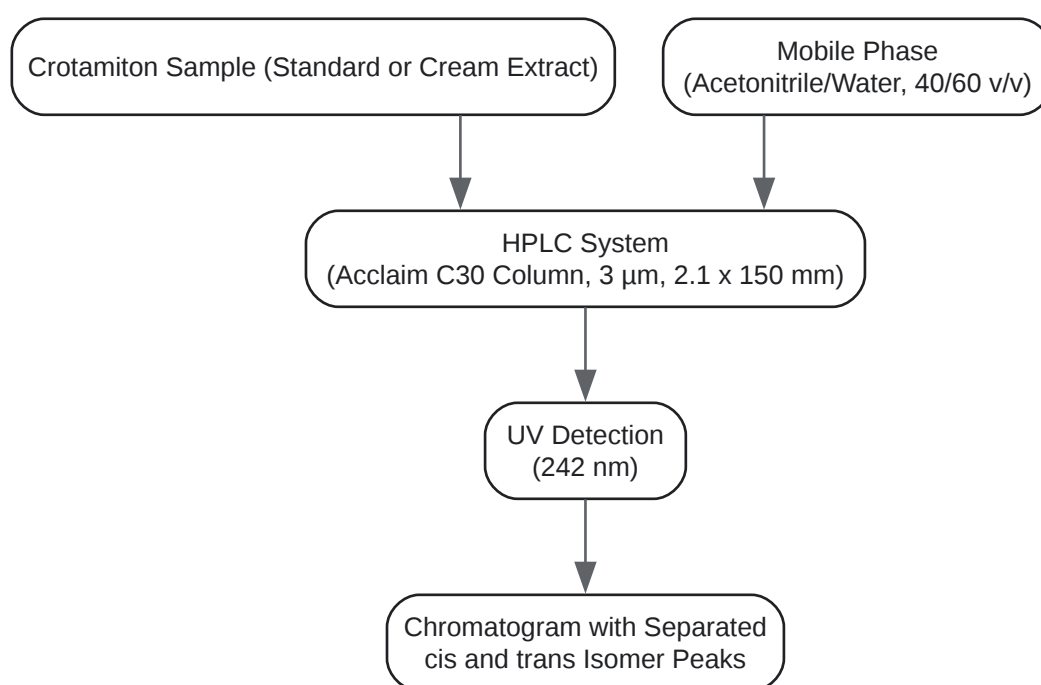 Crotamiton Sample (Standard or Cream Extract)
Mobile Phase
(Acetonitrile/Water, 40/60 v/v)
HPLC System
(Acclaim C30 Column, 3 µm, 2.1 x 150 mm)
UV Detection
(242 nm)
Chromatogram with Separated
cis and trans Isomer Peaks